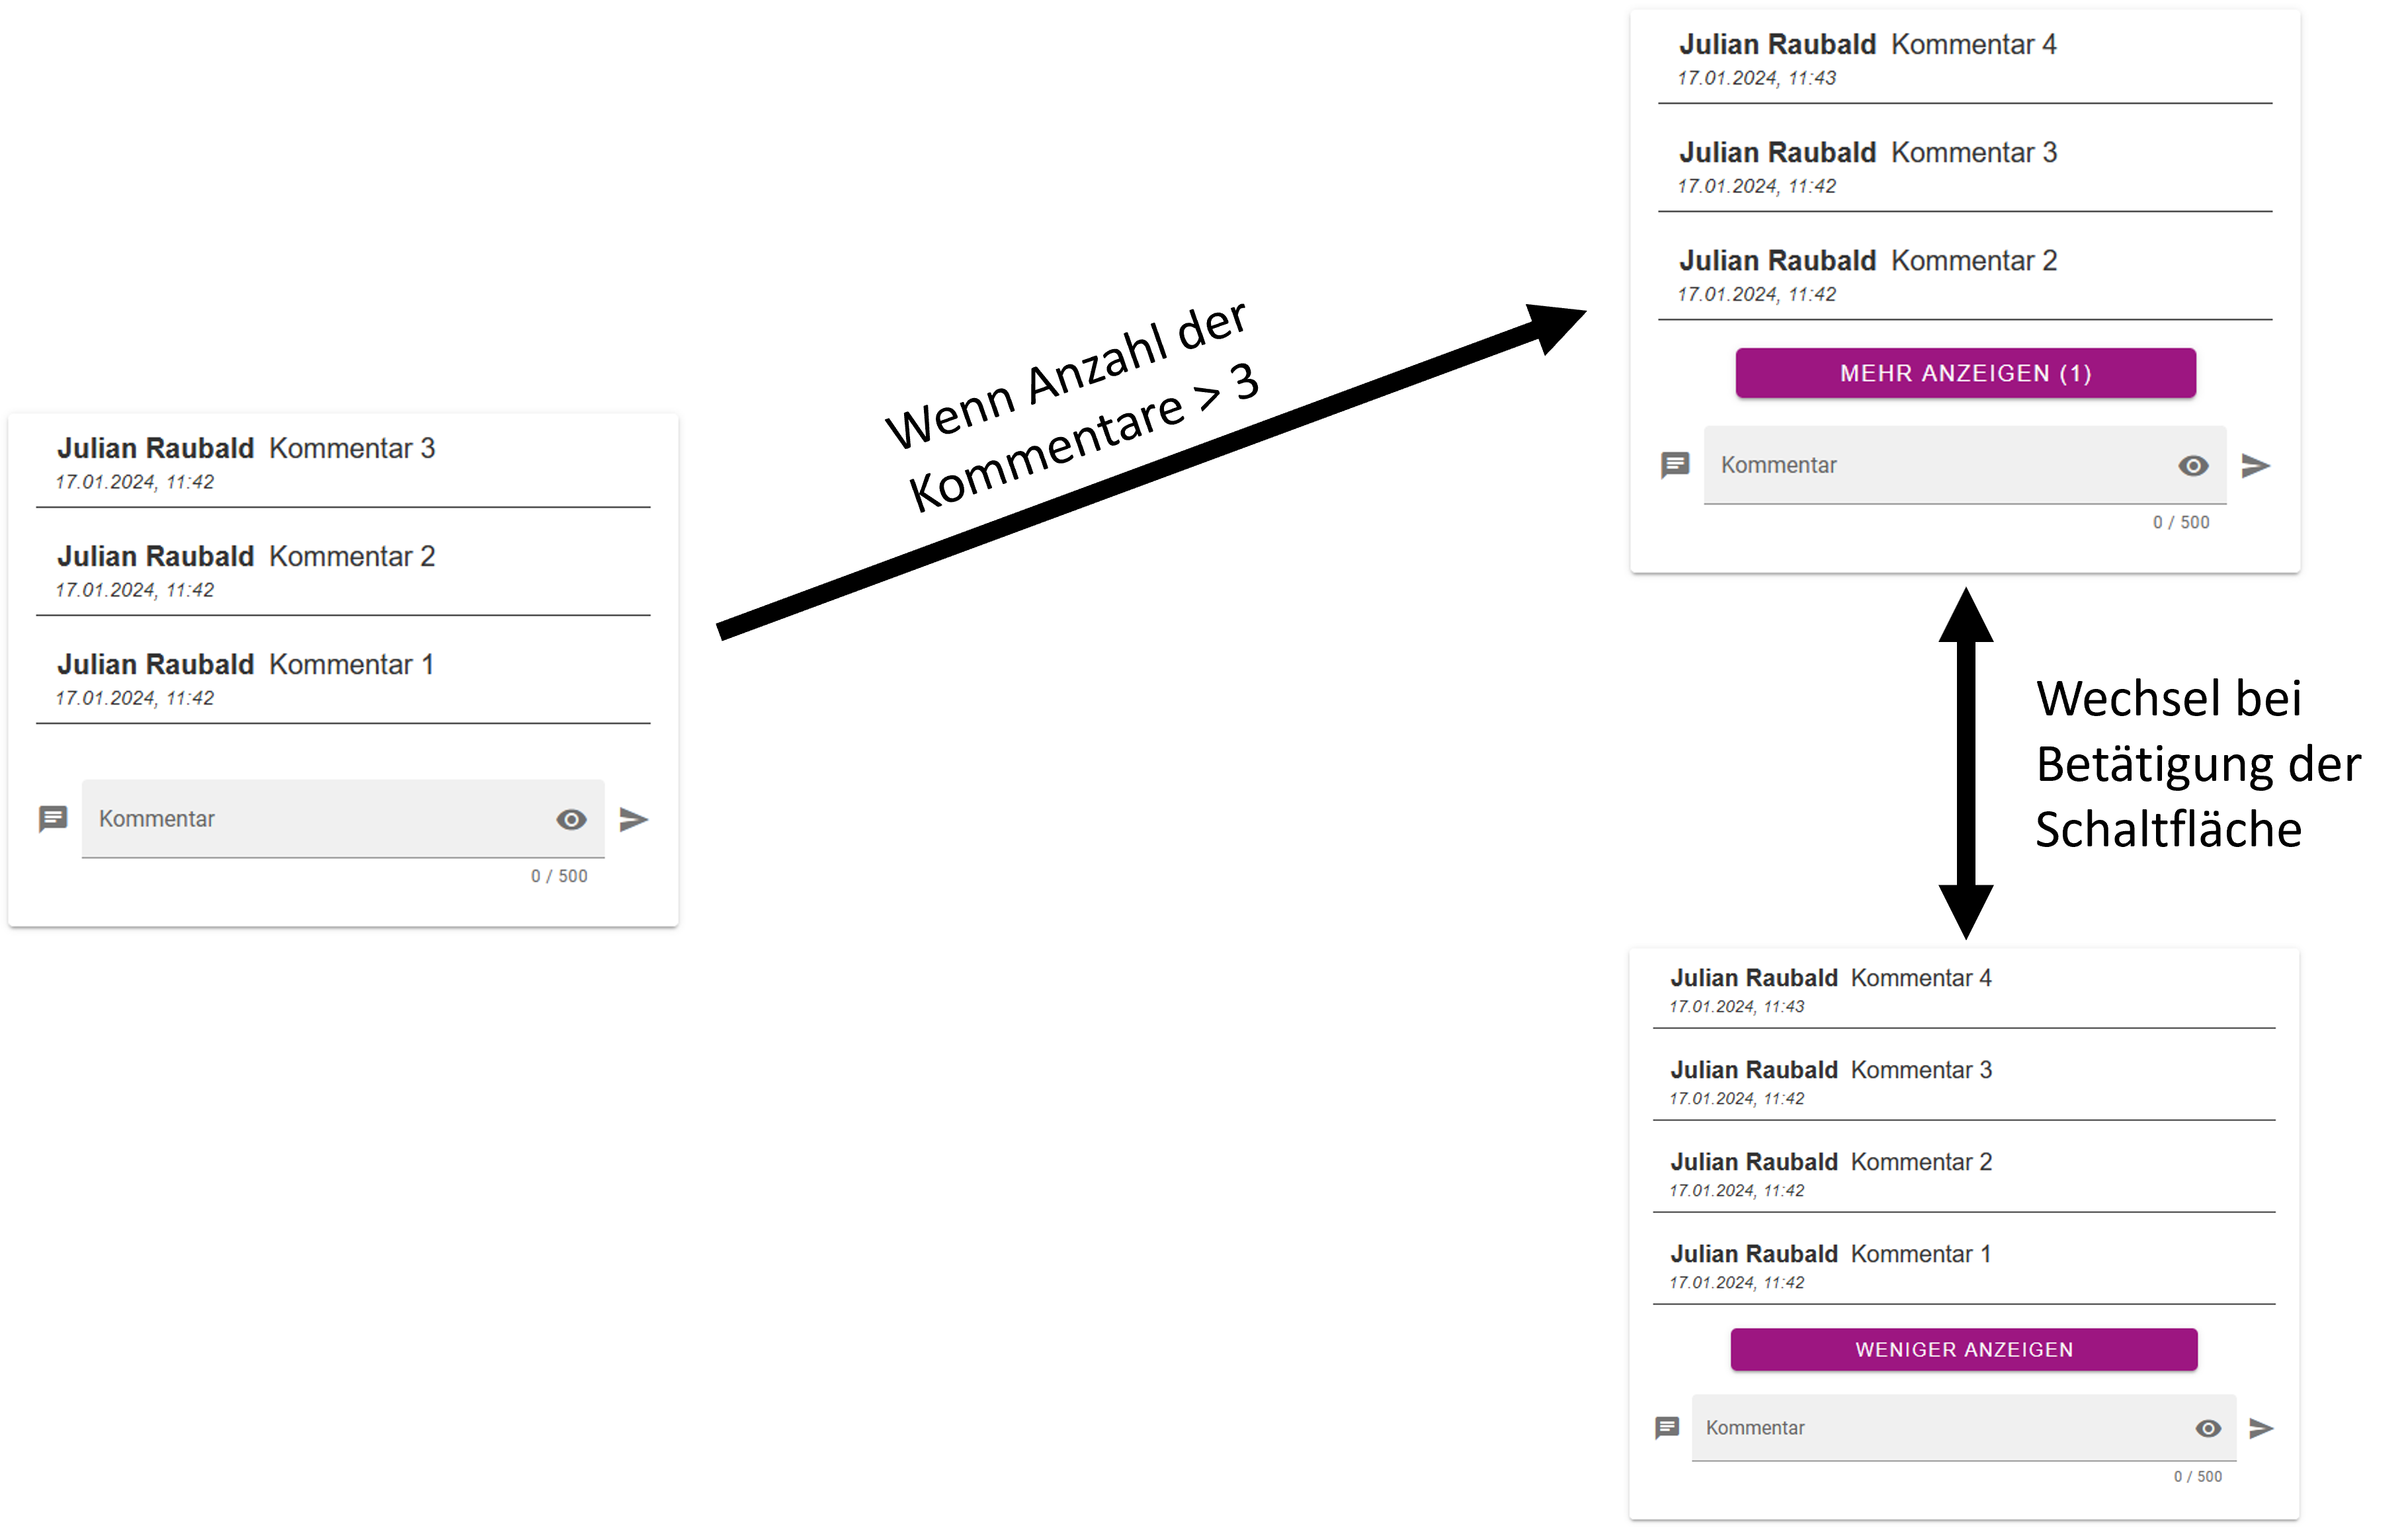 Julian Raubald Kommentar 3
17.01.2024, 11:42
Julian Raubald Kommentar 2
17.01.2024, 11:42
Julian Raubald Kommentar 1
17.01.2024, 11:42
Kommentar
0 / 500
Wenn Anzahl der
Kommentare > 3
Julian Raubald Kommentar 4
17.01.2024, 11:43
Julian Raubald Kommentar 3
17.01.2024, 11:42
Julian Raubald Kommentar 2
17.01.2024, 11:42
MEHR ANZEIGEN (1)
Kommentar
0 / 500
Wechsel bei
Betätigung der
Schaltfläche
Julian Raubald Kommentar 4
17.01.2024, 11:43
Julian Raubald Kommentar 3
17.01.2024, 11:42
Julian Raubald Kommentar 2
17.01.2024, 11:42
Julian Raubald Kommentar 1
17.01.2024, 11:42
WENIGER ANZEIGEN
Kommentar
0 / 500